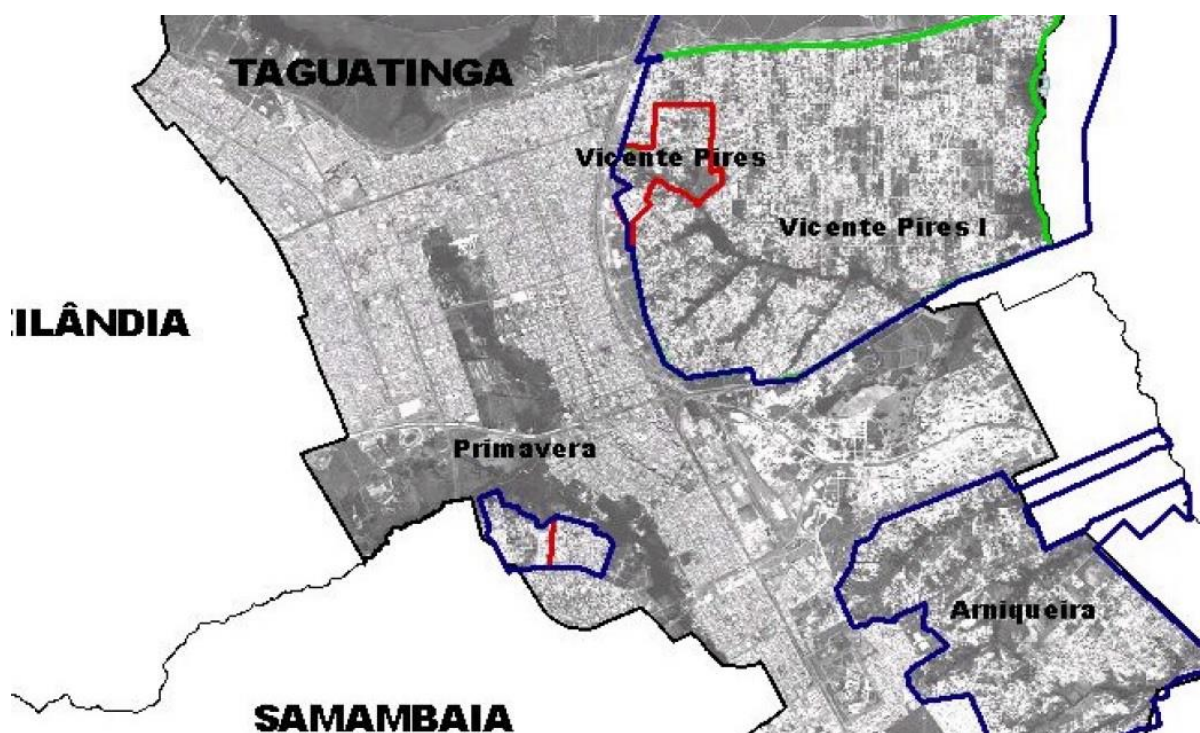 TAGUATINGA
Vicente Pires
Vicente Pires I
ILÂNDIA
Primavera
Arniqueira
SAMAMBAIA